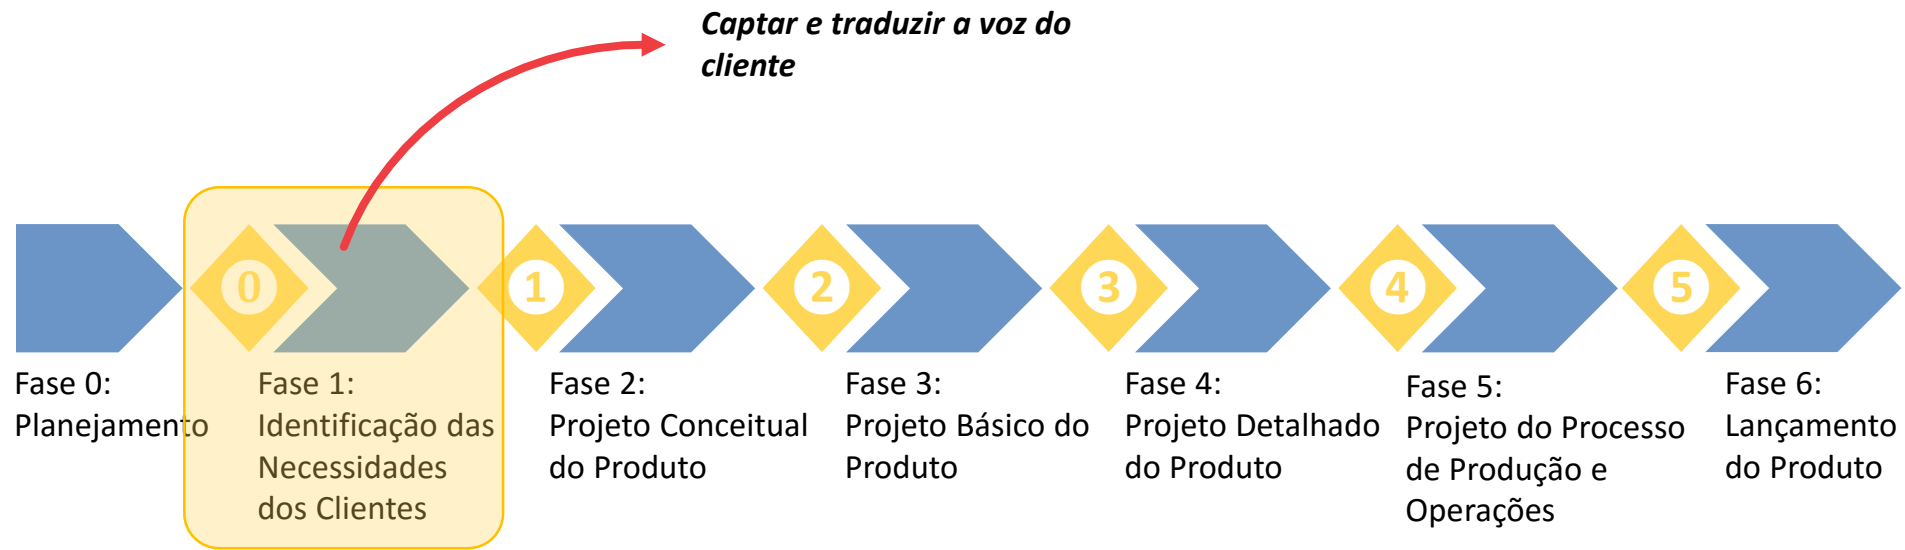 Captar e traduzir a voz do
cliente
0
1
2
3
4
5
Fase 0:
Planejamento
Fase 1:
Identificação das
Necessidades
dos Clientes
Fase 2:
Projeto Conceitual
do Produto
Fase 3:
Projeto Básico do
Produto
Fase 4:
Projeto Detalhado
do Produto
Fase 5:
Projeto do Processo
de Produção e
Operações
Fase 6:
Lançamento
do Produto